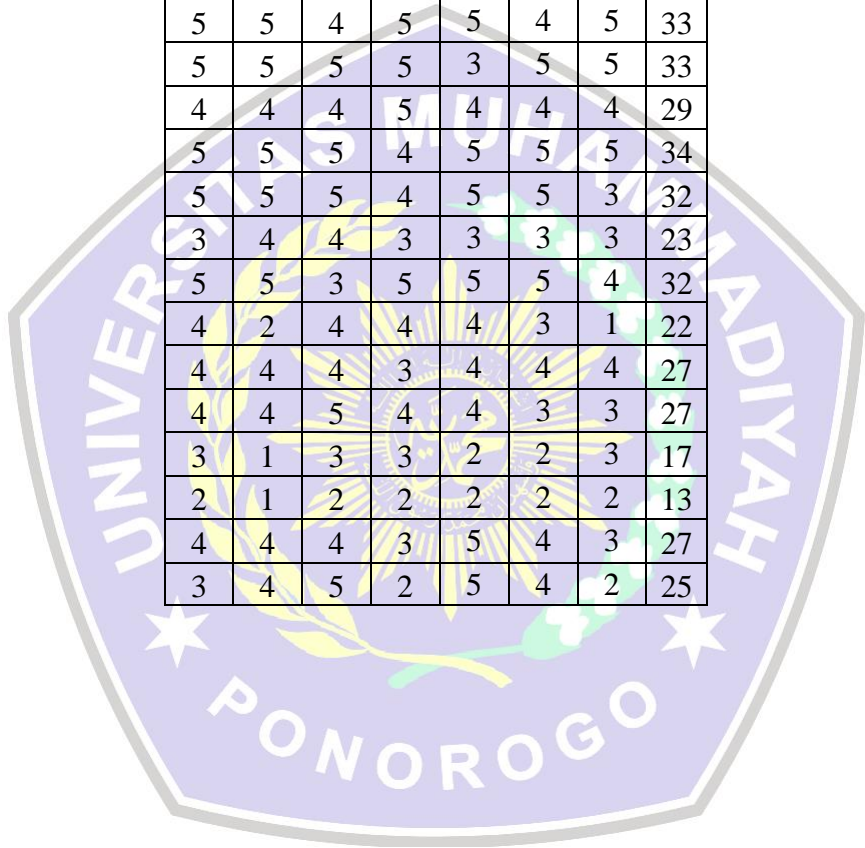 5 5 4 5 5 4 5 33
5 5 5 5 3 5 5 33
4 4 4 5 4 4 4 29
5 5 5 4 5 5 5 34
5 5 5 4 5 5 3 32
3 4 4 3 3 3 3 23
5 5 3 5 5 5 4 32
4 2 4 4 4 3 1 22
4 4 4 3 4 4 4 27
4 4 5 4 4 3 3 27
3 1 3 3 2 2 3 17
2 1 2 2 2 2 2 13
4 4 4 3 5 4 3 27
3 4 5 2 5 4 2 25
UNIVERSITAS MUHAMMADIYAH
PONOROGO